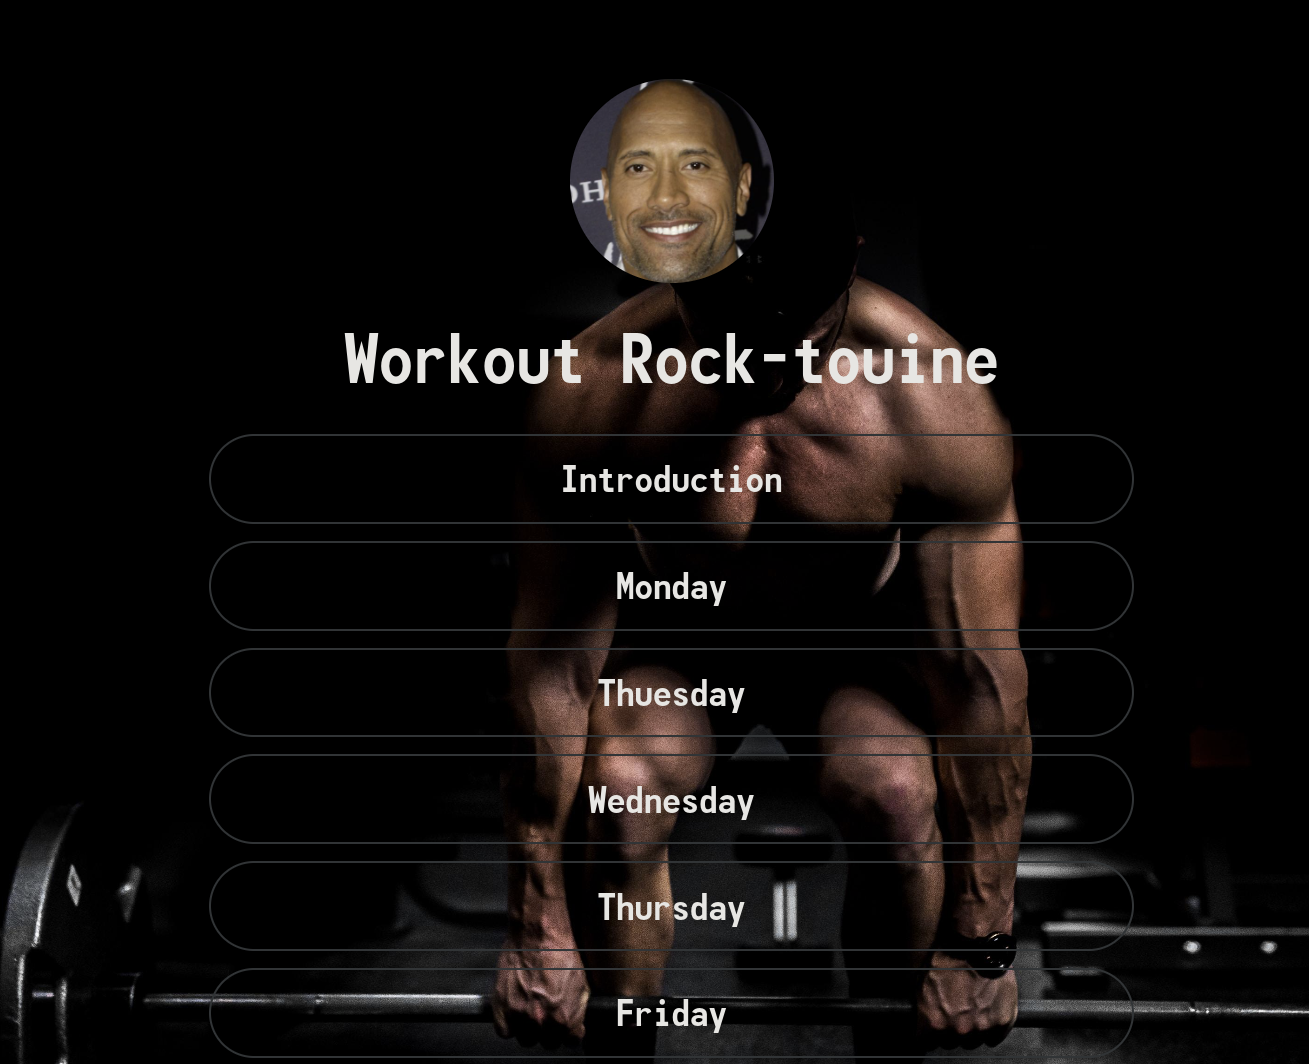 Workout Rock-touine
Introduction
Monday
Thuesday
Wednesday
Thursday
Friday